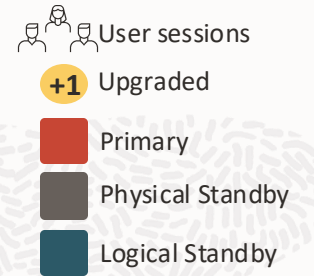 User sessions
+1 Upgraded
Primary
Physical Standby
Logical Standby